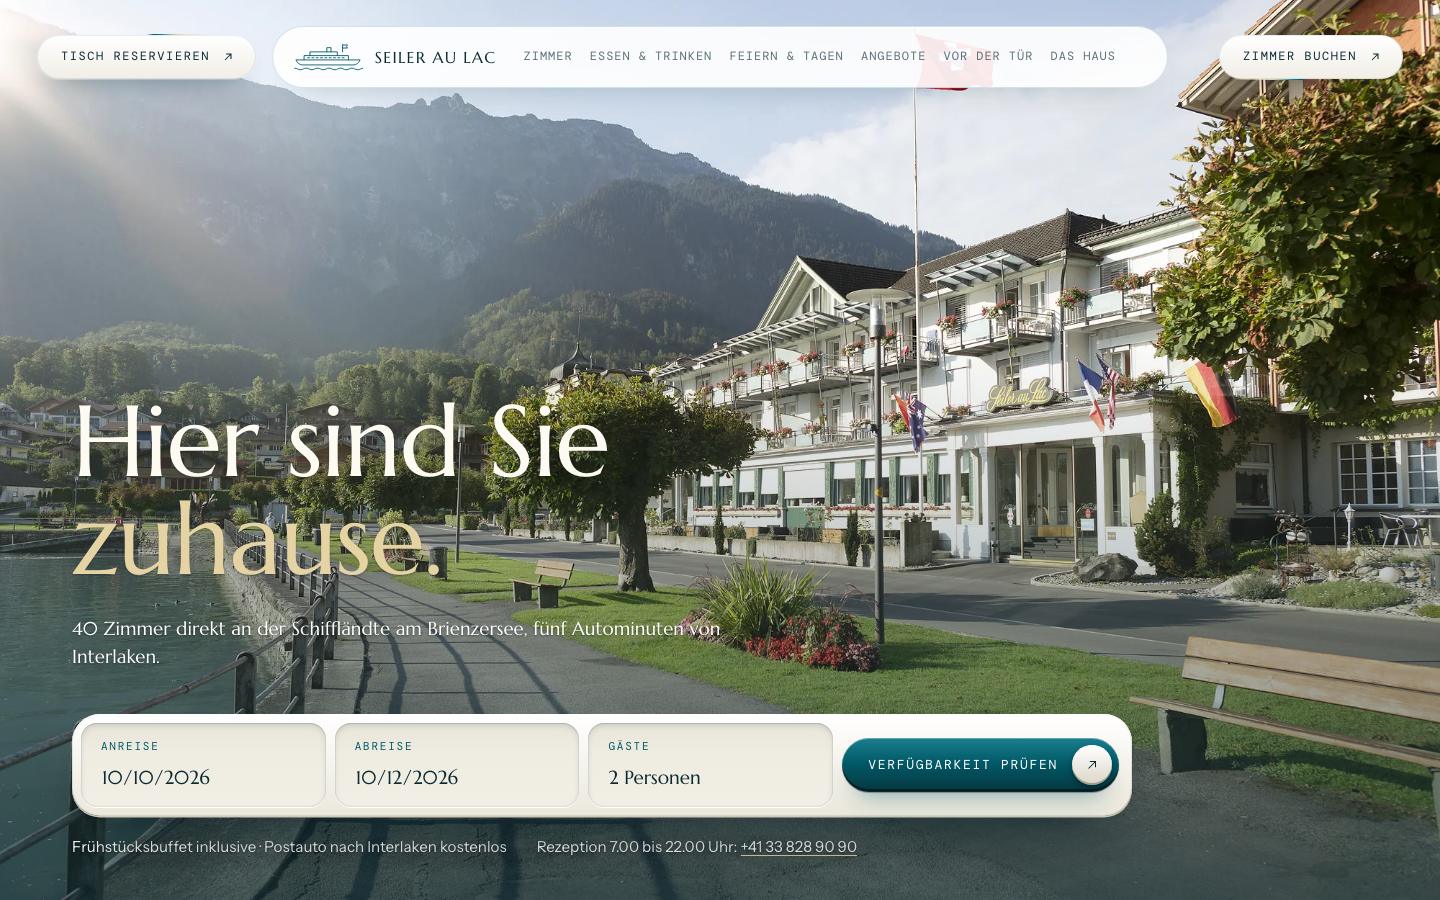 TISCH RESERVIEREN
SEILER AU LAC
ZIMMER
ESSEN & TRINKEN
FEIERN & TAGEN
ANGEBOTE
VOR DER TÜR
DAS HAUS
ZIMMER BUCHEN
Seiler au Lac
Hier sind Sie
zuhause.
40 Zimmer direkt an der Schiffländte am Brienzersee, fünf Autominuten von
Interlaken.
ANREISE
10/10/2026
ABREISE
10/12/2026
GÄSTE
2 Personen
VERFÜGBARKEIT PRÜFEN
Frühstücksbuffet inklusive · Postauto nach Interlaken kostenlos
Rezeption 7.00 bis 22.00 Uhr: +41 33 828 90 90